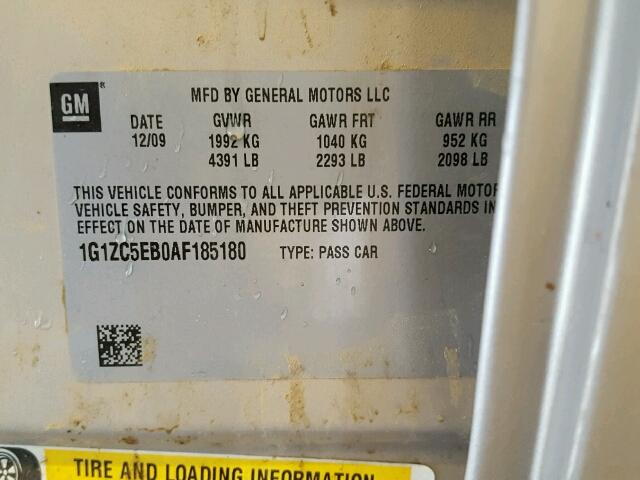 GM ®
MFD BY GENERAL MOTORS LLC
DATE GVWR GAWR FRT GAWR RR
12/09 1992 KG 1040 KG 952 KG
4391 LB 2293 LB 2098 LB
THIS VEHICLE CONFORMS TO ALL APPLICABLE U.S. FEDERAL MOTOR
VEHICLE SAFETY, BUMPER, AND THEFT PREVENTION STANDARDS IN
EFFECT ON THE DATE OF MANUFACTURE SHOWN ABOVE.
1G1ZC5EB0AF185180 TYPE: PASS CAR
TIRE AND LOADING INFORMATION